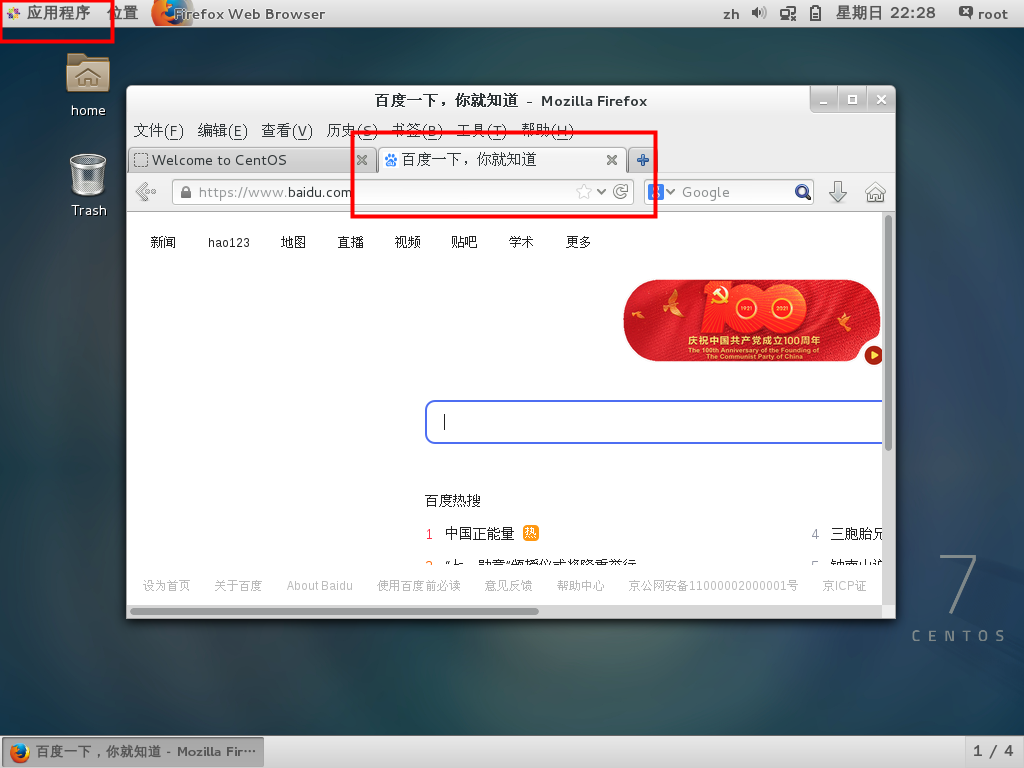 应用程序 位置 Firefox Web Browser zh 星期日 22:28 root
home
Trash
百度一下，你就知道 - Mozilla Firefox
文件(F) 编辑(E) 查看(V) 历史(S) 书签(B) 工具(T) 帮助(H)
Welcome to CentOS 百度一下，你就知道
https://www.baidu.com Google
新闻 hao123 地图 直播 视频 贴吧 学术 更多
100
1921 2021
庆祝中国共产党成立100周年
The 100th Anniversary of the Founding of
The Communist Party of China
百度热搜
1 中国正能量 热 4 三胞胎兄
设为首页 关于百度 About Baidu 使用百度前必读 意见反馈 帮助中心 京公网安备11000002000001号 京ICP证
7
CENTOS
百度一下，你就知道 - Mozilla Fir… 1 / 4